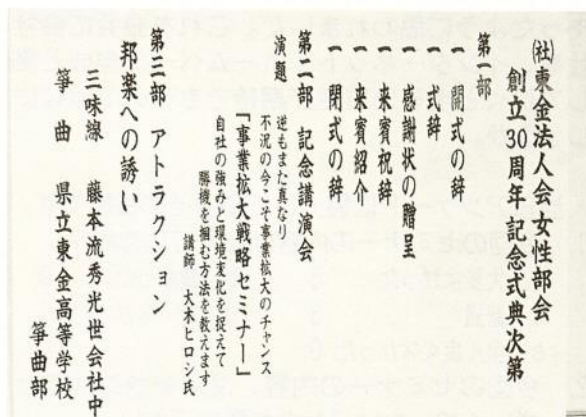 ㈳東金法人会女性部会
創立30周年記念式典次第
第一部
一 開式の辞
一 式辞
一 感謝状の贈呈
一 来賓祝辞
一 来賓紹介
一 閉式の辞
第二部 記念講演会
演題 逆もまた真なり
不況の今こそ事業拡大のチャンス
「事業拡大戦略セミナー」
自社の強みと環境変化を捉えて
勝機を掴む方法を教えます
講師 大木ヒロシ氏
第三部 アトラクション
邦楽への誘い
三味線 藤本流秀光世会社中
箏曲 県立東金高等学校
箏曲部